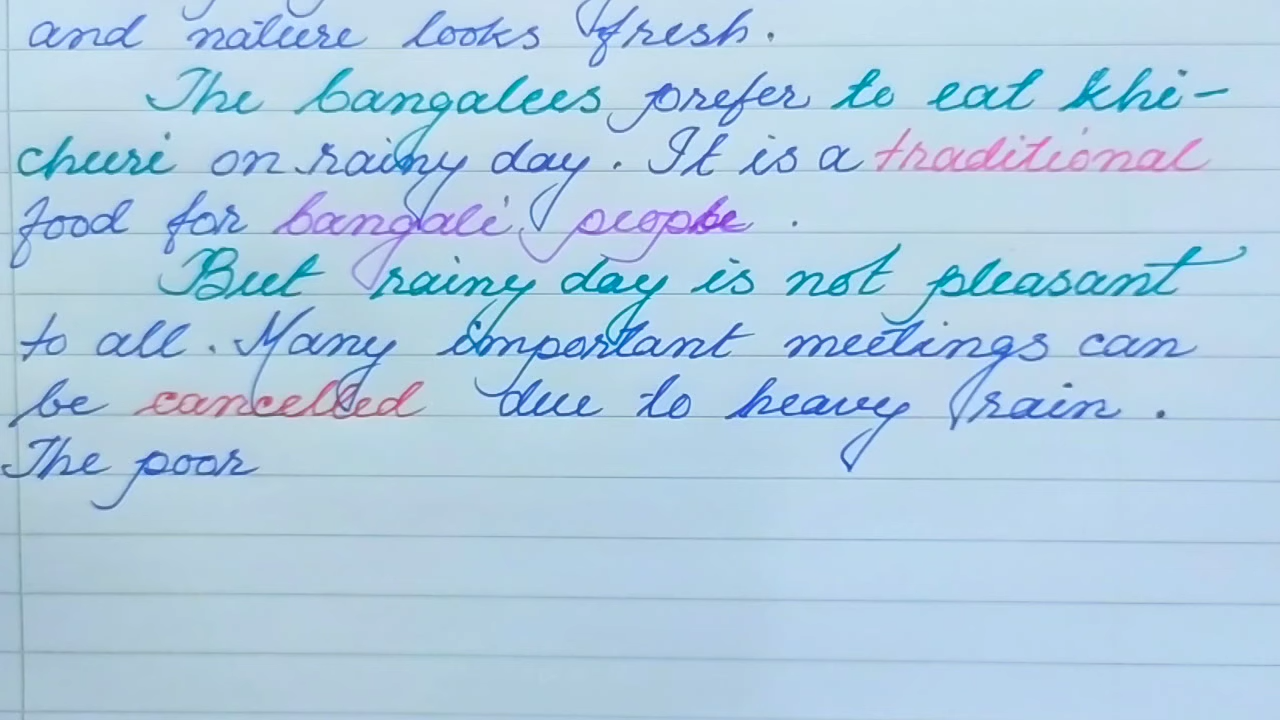 and nature looks fresh.
The bangalees prefer to eat khi-
churi on rainy day. It is a traditional
food for bangali people.
But rainy day is not pleasant
to all. Many important meetings can
be cancelled due to heavy rain.
The poor